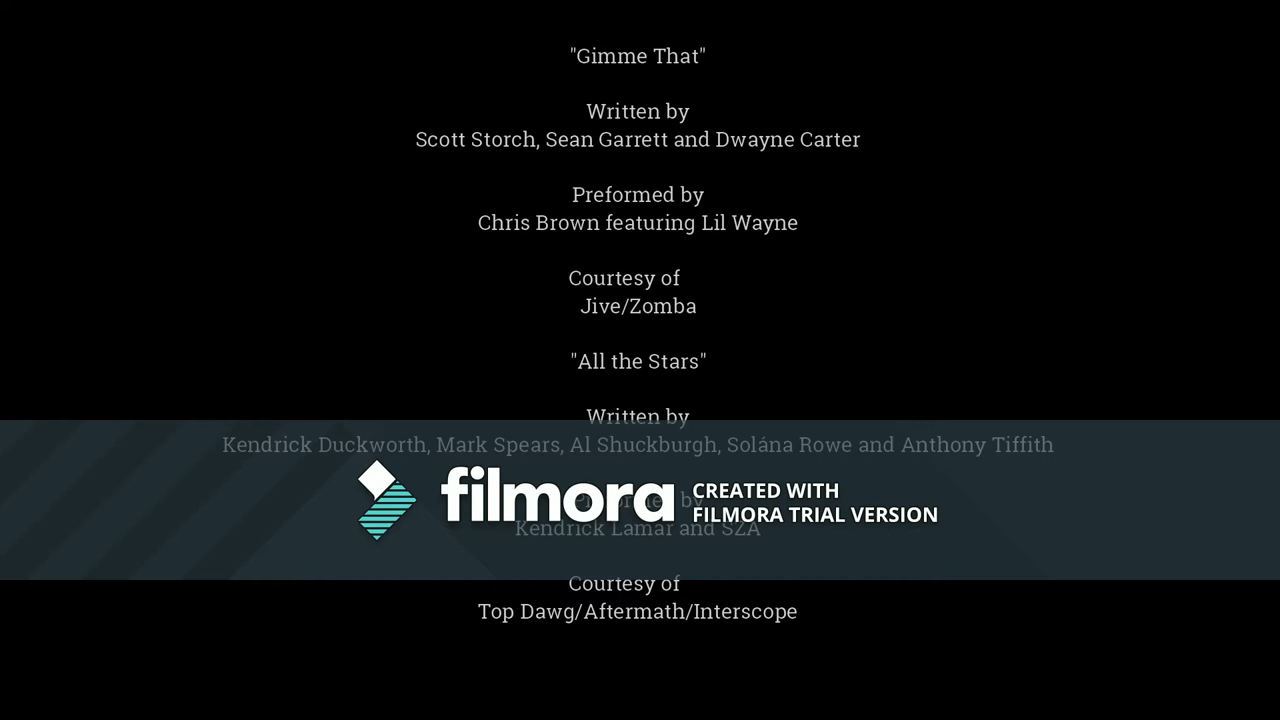 "Gimme That"
Written by
Scott Storch, Sean Garrett and Dwayne Carter
Preformed by
Chris Brown featuring Lil Wayne
Courtesy of
Jive/Zomba
"All the Stars"
Written by
Kendrick Duckworth, Mark Spears, Al Shuckburgh, Solána Rowe and Anthony Tiffith
by
Kendrick Lamar and SZA
filmora
CREATED WITH
FILMORA TRIAL VERSION
Courtesy of
Top Dawg/Aftermath/Interscope